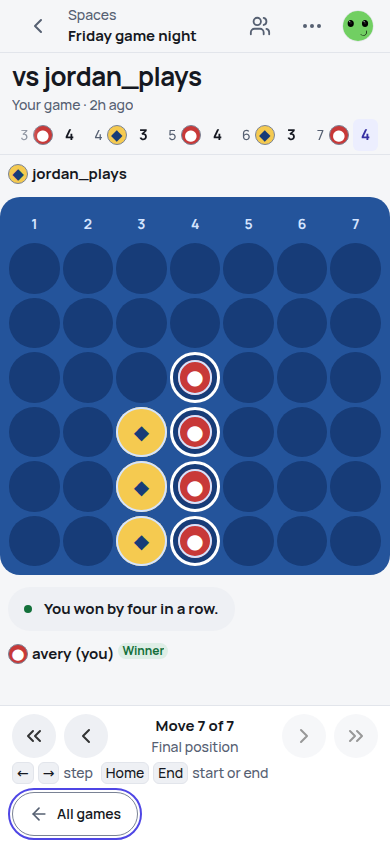 Spaces
Friday game night
vs jordan_plays
Your game · 2h ago
3 4 4 3 5 4 6 3 7 4
jordan_plays
1 2 3 4 5 6 7
You won by four in a row.
avery (you) Winner
Move 7 of 7
Final position
← → step Home End start or end
All games